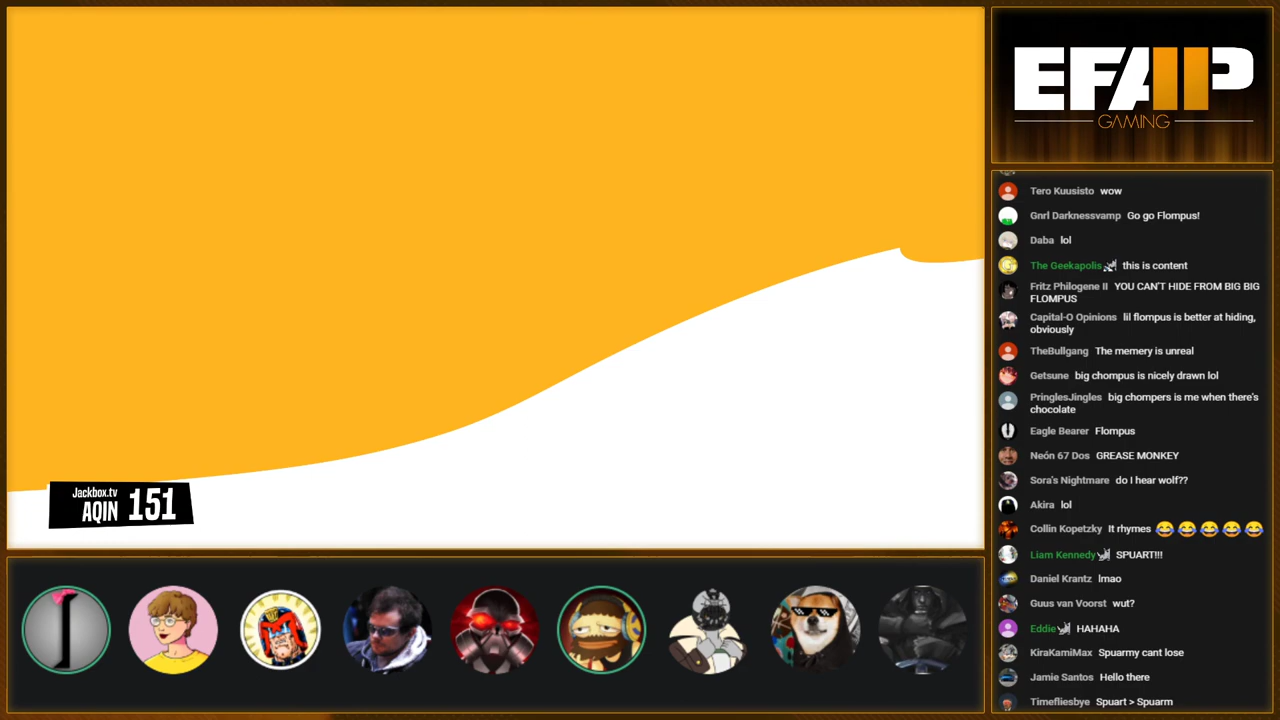 EFAP
GAMING
Tero Kuusisto wow
Gnrl Darknessvamp Go go Flompus!
Daba lol
The Geekapolis this is content
Fritz Philogene II YOU CAN'T HIDE FROM BIG BIG
FLOMPUS
Capital-O Opinions lil flompus is better at hiding,
obviously
TheBullgang The memery is unreal
Getsune big chompus is nicely drawn lol
PringlesJingles big chompers is me when there's
chocolate
Eagle Bearer Flompus
Neón 67 Dos GREASE MONKEY
Sora's Nightmare do I hear wolf??
Akira lol
Collin Kopetzky It rhymes 😂😂😂😂😂
Liam Kennedy SPUART!!!
Daniel Krantz lmao
Guus van Voorst wut?
Eddie HAHAHA
KiraKamiMax Spuarmy cant lose
Jamie Santos Hello there
Timefliesbye Spuart > Spuarm
Jackbox.tv
AQIN 151